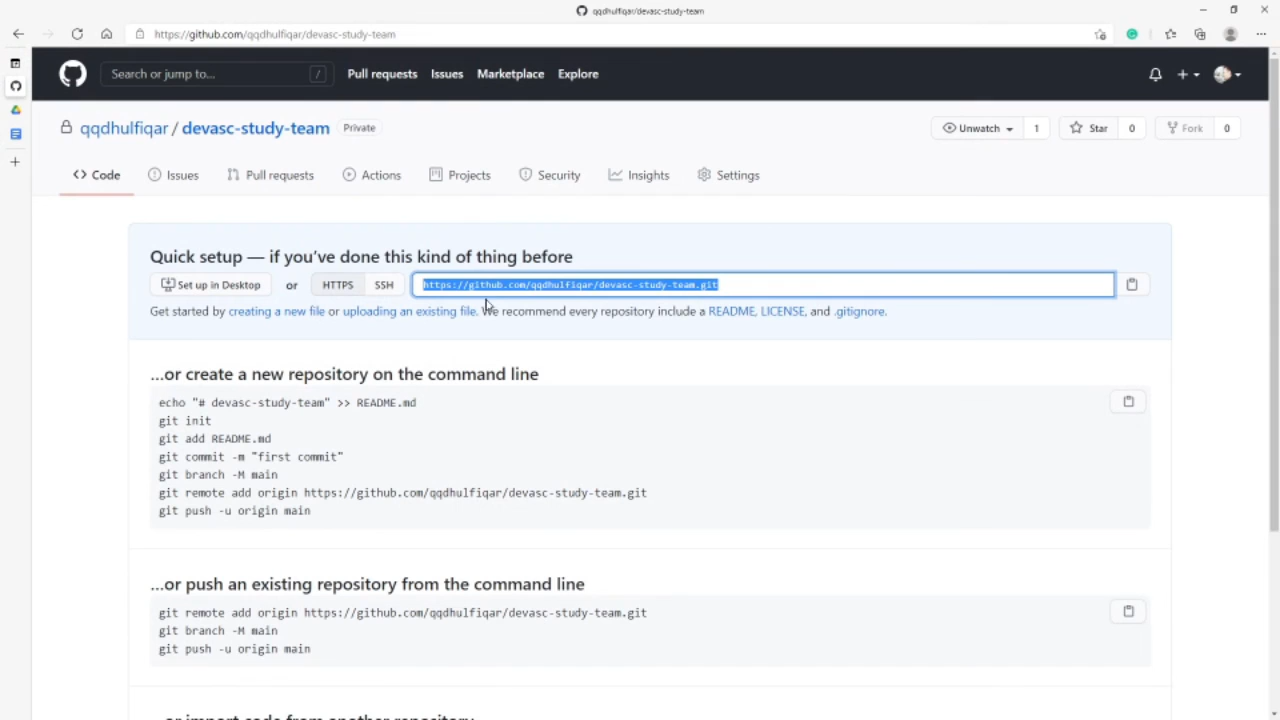 qqdhulfiqar/devasc-study-team
https://github.com/qqdhulfiqar/devasc-study-team
Search or jump to... /
Pull requests Issues Marketplace Explore
qqdhulfiqar / devasc-study-team Private
Unwatch 1 Star 0 Fork 0
Code Issues Pull requests Actions Projects Security Insights Settings
Quick setup — if you've done this kind of thing before
Set up in Desktop or HTTPS SSH https://github.com/qqdhulfiqar/devasc-study-team.git
Get started by creating a new file or uploading an existing file. We recommend every repository include a README, LICENSE, and .gitignore.
...or create a new repository on the command line
echo "# devasc-study-team" >> README.md
git init
git add README.md
git commit -m "first commit"
git branch -M main
git remote add origin https://github.com/qqdhulfiqar/devasc-study-team.git
git push -u origin main
...or push an existing repository from the command line
git remote add origin https://github.com/qqdhulfiqar/devasc-study-team.git
git branch -M main
git push -u origin main
...or import code from another repository